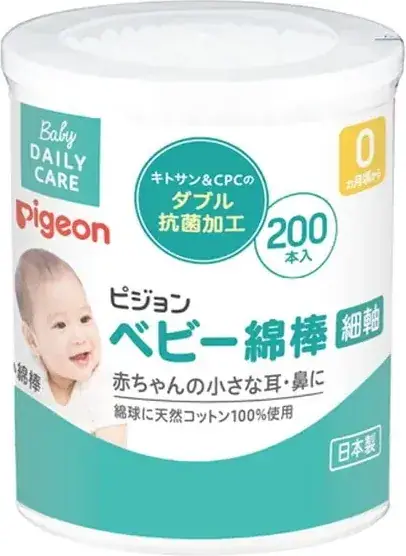 Baby
DAILY
CARE
Pigeon
0
カ月頃から
キトサン&CPCの
ダブル
抗菌加工
200
本入
ピジョン
ベビー綿棒 細軸
赤ちゃんの小さな耳・鼻に
綿球に天然コットン100%使用
綿棒
日本製